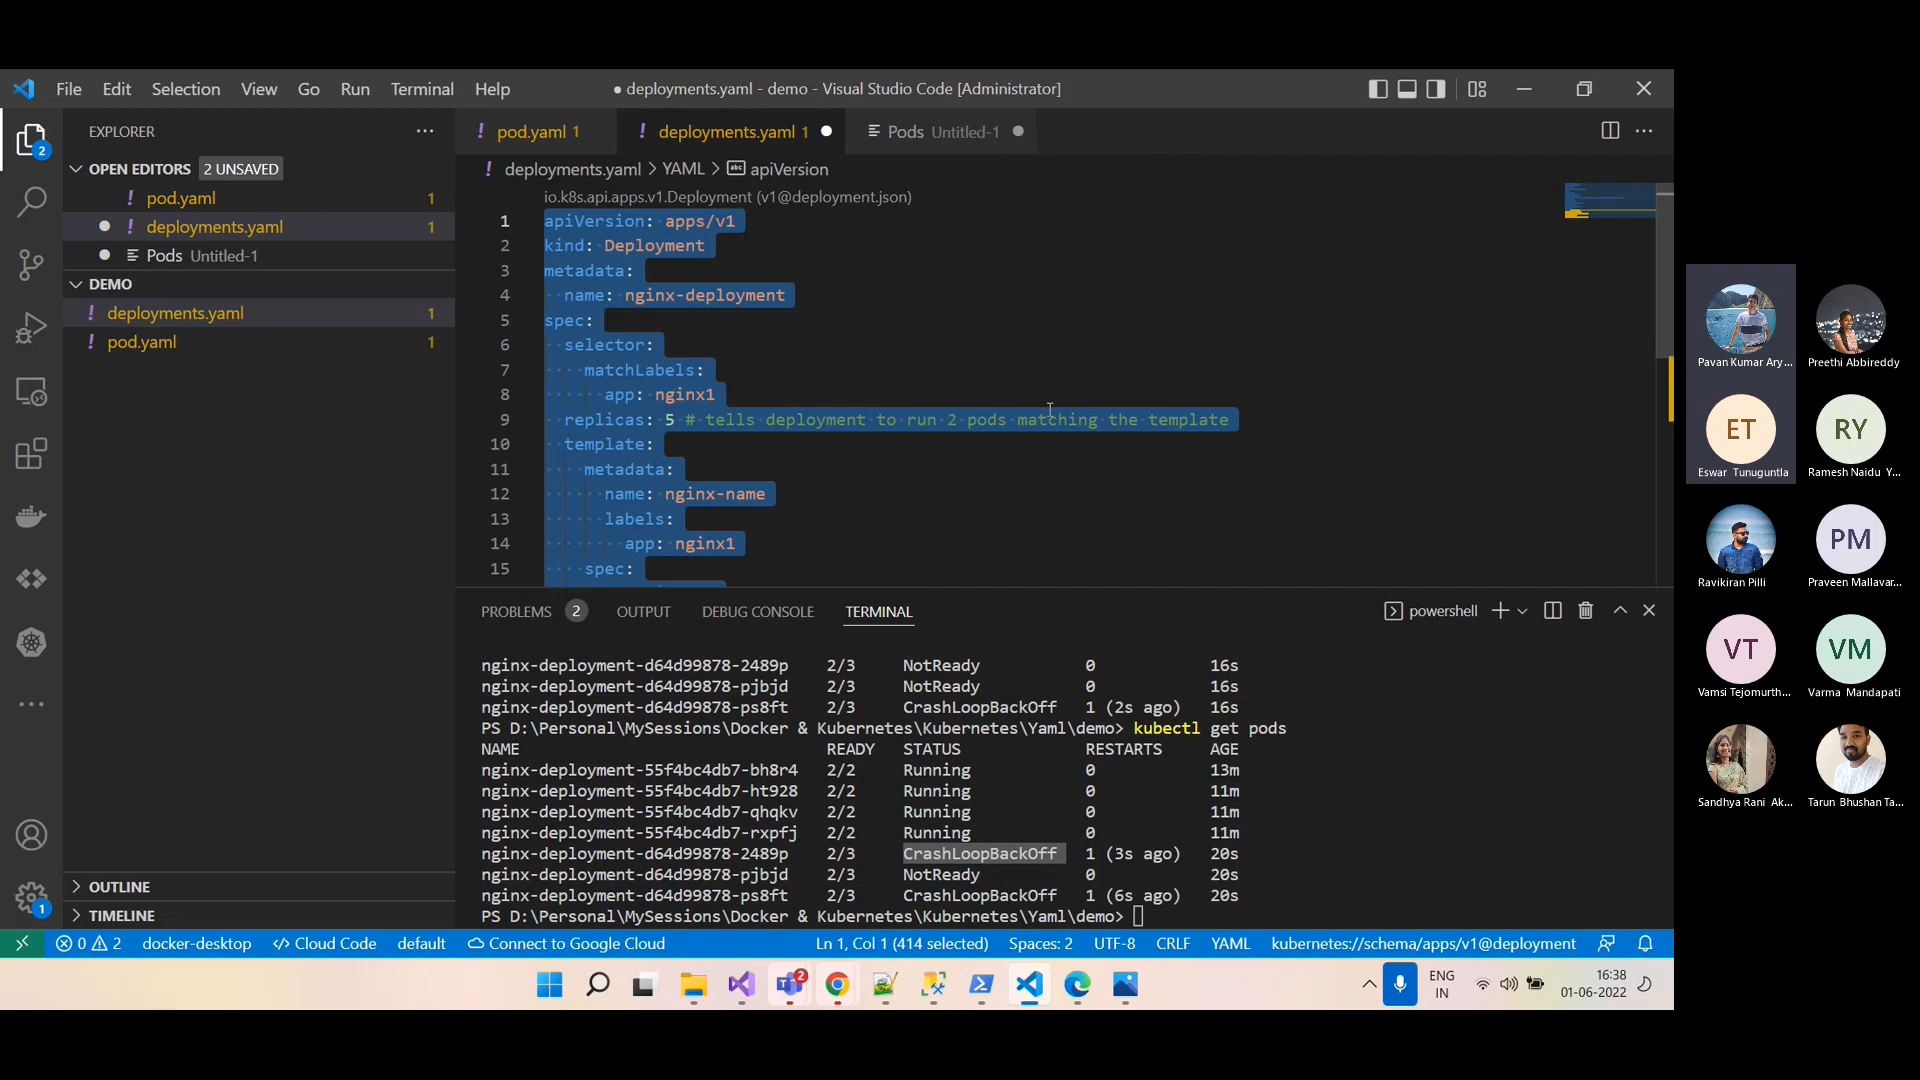 File Edit Selection View Go Run Terminal Help
● deployments.yaml - demo - Visual Studio Code [Administrator]
EXPLORER
OPEN EDITORS 2 UNSAVED
! pod.yaml 1
! deployments.yaml 1
Pods Untitled-1
DEMO
! deployments.yaml 1
! pod.yaml 1
OUTLINE
TIMELINE
2
1
! pod.yaml 1
! deployments.yaml 1
Pods Untitled-1
! deployments.yaml > YAML > abc apiVersion
io.k8s.api.apps.v1.Deployment (v1@deployment.json)
1 apiVersion: apps/v1
2 kind: Deployment
3 metadata:
4 name: nginx-deployment
5 spec:
6 selector:
7 matchLabels:
8 app: nginx1
9 replicas: 5 # tells deployment to run 2 pods matching the template
10 template:
11 metadata:
12 name: nginx-name
13 labels:
14 app: nginx1
15 spec:
PROBLEMS 2 OUTPUT DEBUG CONSOLE TERMINAL
powershell
nginx-deployment-d64d99878-2489p 2/3 NotReady 0 16s
nginx-deployment-d64d99878-pjbjd 2/3 NotReady 0 16s
nginx-deployment-d64d99878-ps8ft 2/3 CrashLoopBackOff 1 (2s ago) 16s
PS D:\Personal\MySessions\Docker & Kubernetes\Kubernetes\Yaml\demo> kubectl get pods
NAME READY STATUS RESTARTS AGE
nginx-deployment-55f4bc4db7-bh8r4 2/2 Running 0 13m
nginx-deployment-55f4bc4db7-ht928 2/2 Running 0 11m
nginx-deployment-55f4bc4db7-qhqkv 2/2 Running 0 11m
nginx-deployment-55f4bc4db7-rxpfj 2/2 Running 0 11m
nginx-deployment-d64d99878-2489p 2/3 CrashLoopBackOff 1 (3s ago) 20s
nginx-deployment-d64d99878-pjbjd 2/3 NotReady 0 20s
nginx-deployment-d64d99878-ps8ft 2/3 CrashLoopBackOff 1 (6s ago) 20s
PS D:\Personal\MySessions\Docker & Kubernetes\Kubernetes\Yaml\demo>
0 2 docker-desktop Cloud Code default Connect to Google Cloud Ln 1, Col 1 (414 selected) Spaces: 2 UTF-8 CRLF YAML kubernetes://schema/apps/v1@deployment
2
ENG
IN
16:38
01-06-2022
Pavan Kumar Ary... Preethi Abbireddy
ET RY
Eswar Tunuguntla Ramesh Naidu Y...
PM
Ravikiran Pilli Praveen Mallavar...
VT VM
Vamsi Tejomurth... Varma Mandapati
Sandhya Rani Ak... Tarun Bhushan Ta...